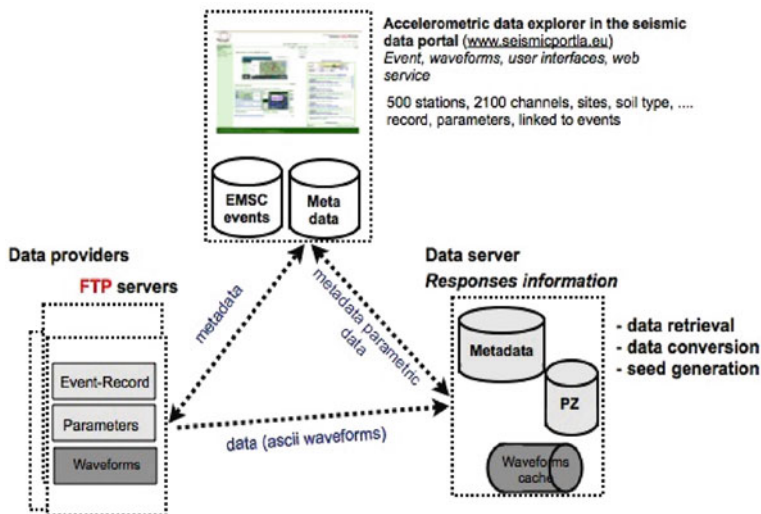 Accelerometric data explorer in the seismic
data portal (www.seismicportla.eu)
Event, waveforms, user interfaces, web
service
500 stations, 2100 channels, sites, soil type, ....
record, parameters, linked to events
EMSC
events
Meta
data
Data providers
FTP servers
Event-Record
Parameters
Waveforms
metadata
metadata parametric
data
data (ascii waveforms)
Data server
Responses information
Metadata
PZ
Waveforms
cache
- data retrieval
- data conversion
- seed generation